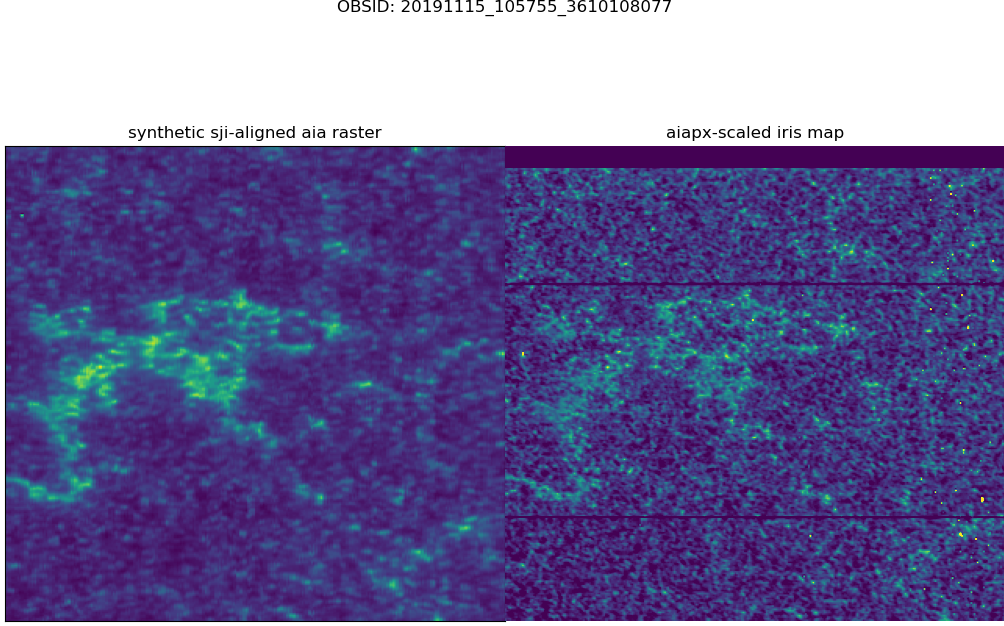 OBSID: 20191115_105755_3610108077
synthetic sji-aligned aia raster
aiapx-scaled iris map